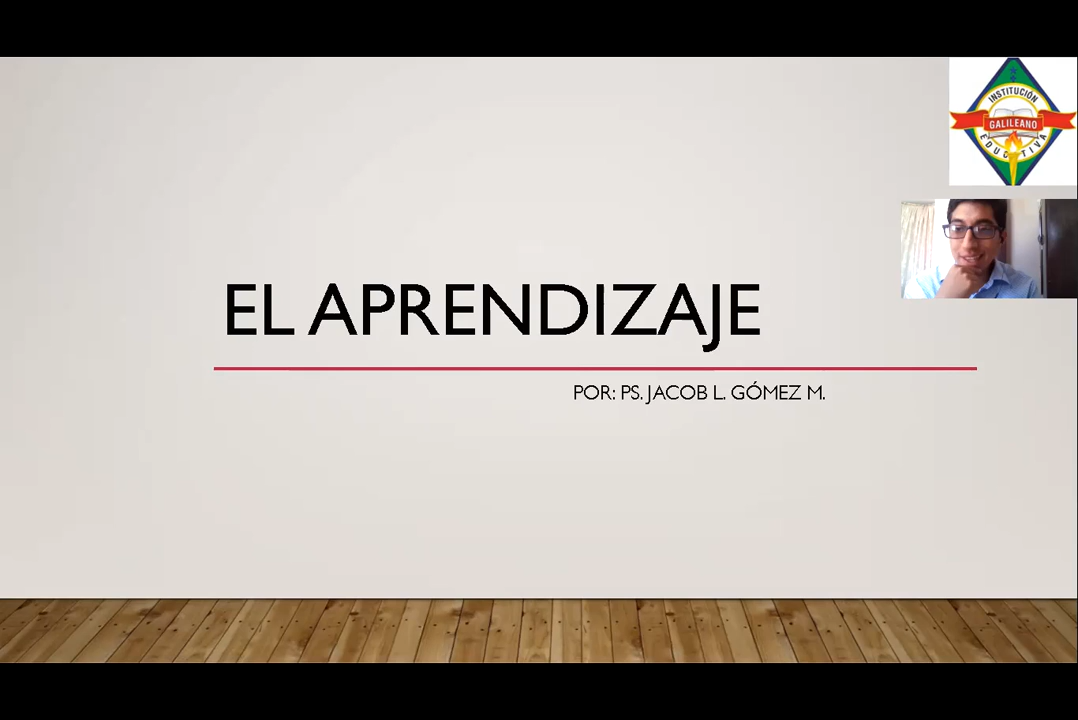 INSTITUCIÓN
GALILEANO
EDUCATIVA
EL APRENDIZAJE
POR: PS. JACOB L. GÓMEZ M.